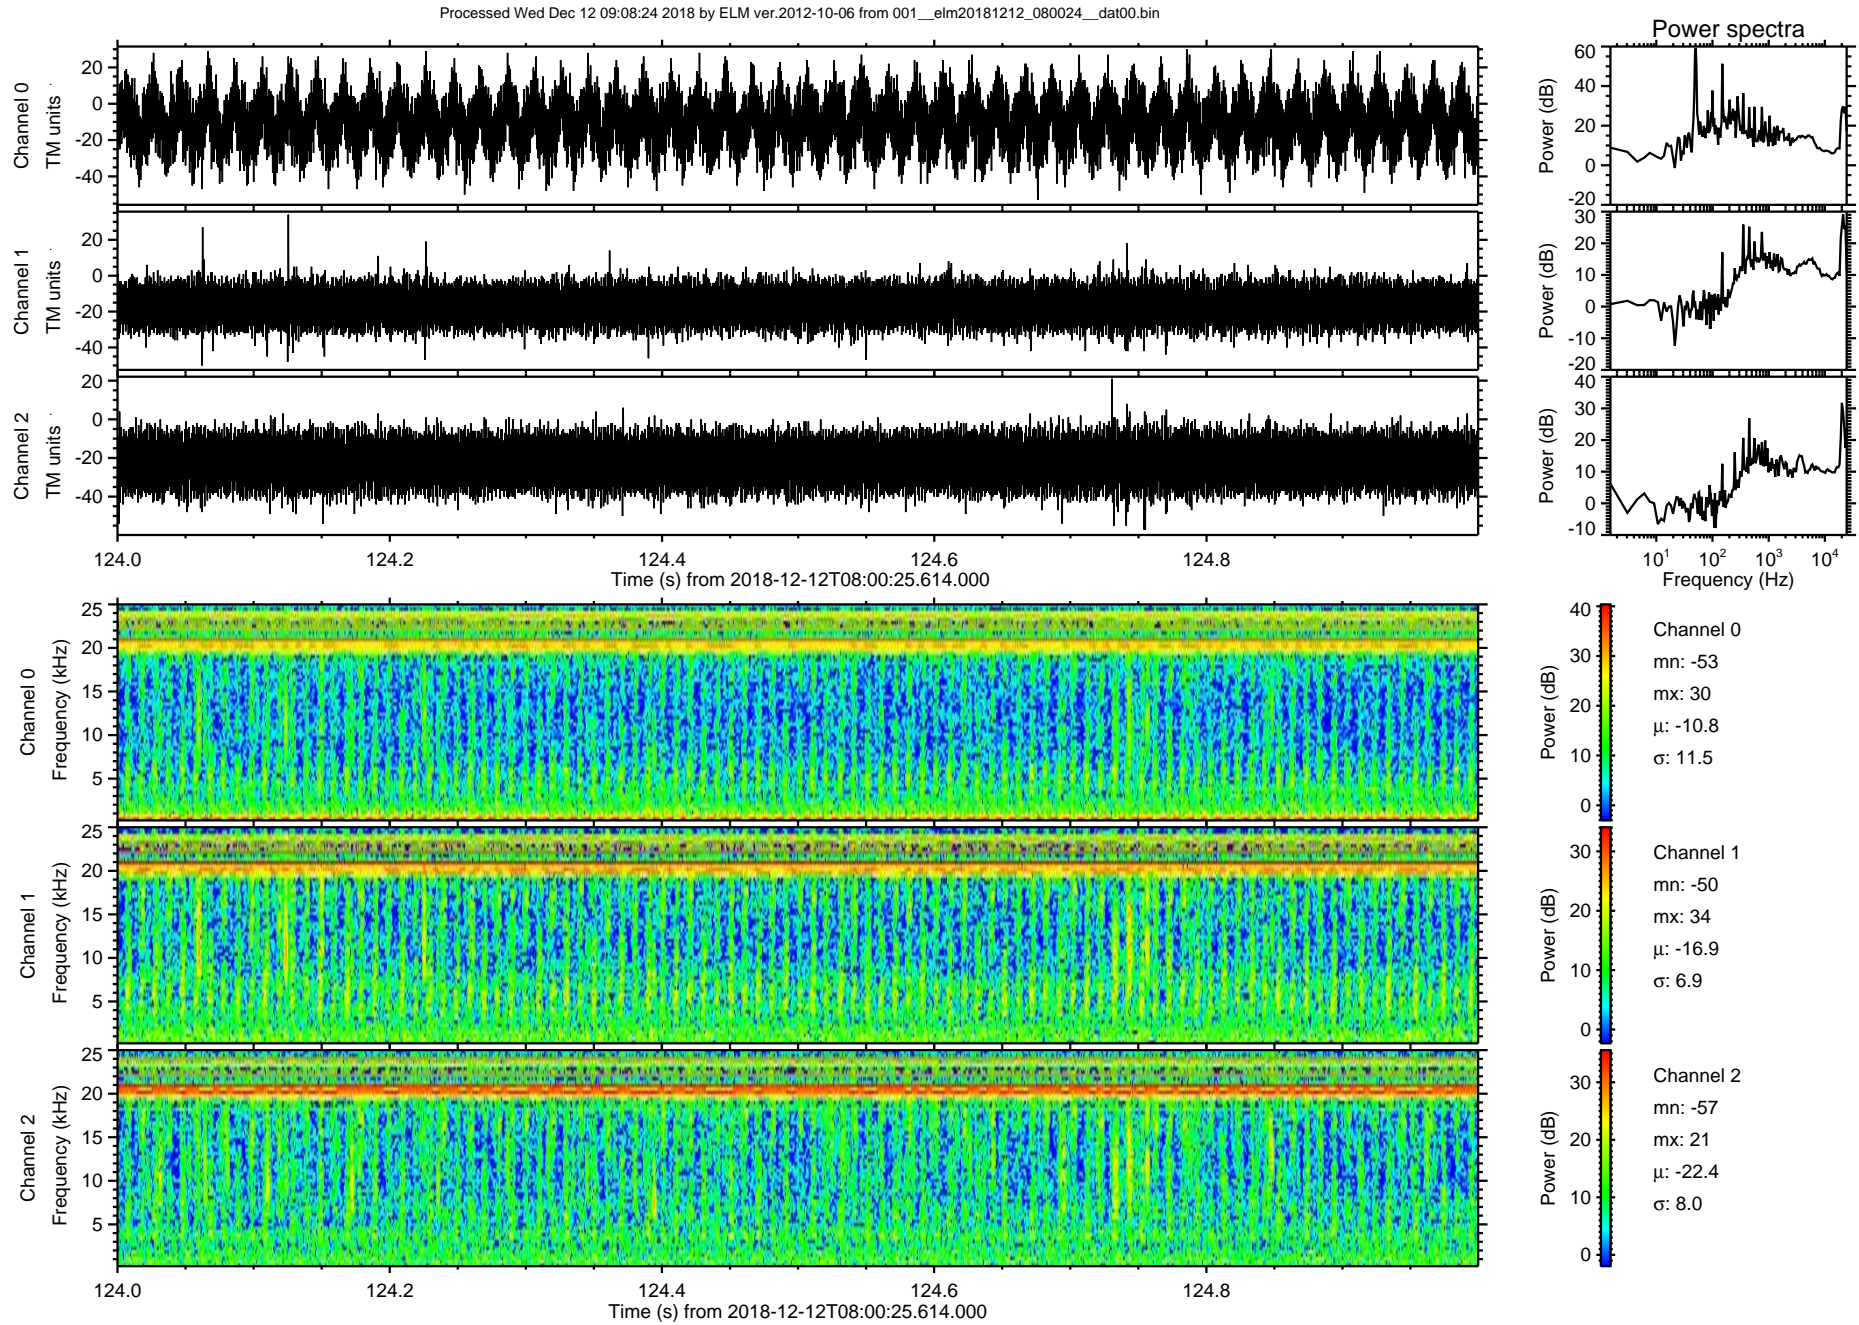 Processed Wed Dec 12 09:08:24 2018 by ELM ver.2012-10-06 from 001__elm20181212_080024__dat00.bin
Power spectra
Channel 0
TM units
20
0
-20
-40
Power (dB)
60
40
20
0
-20
Channel 1
TM units
20
0
-20
-40
Power (dB)
30
20
10
0
-10
-20
Channel 2
TM units
20
0
-20
-40
Power (dB)
40
30
20
10
0
-10
124.0 124.2 124.4 124.6 124.8
Time (s) from 2018-12-12T08:00:25.614.000
10¹ 10² 10³ 10⁴
Frequency (Hz)
Channel 0
Frequency (kHz)
25
20
15
10
5
Power (dB)
40
30
20
10
0
Channel 0
mn: -53
mx: 30
µ: -10.8
σ: 11.5
Channel 1
Frequency (kHz)
25
20
15
10
5
Power (dB)
30
20
10
0
Channel 1
mn: -50
mx: 34
µ: -16.9
σ: 6.9
Channel 2
Frequency (kHz)
25
20
15
10
5
Power (dB)
30
20
10
0
Channel 2
mn: -57
mx: 21
µ: -22.4
σ: 8.0
124.0 124.2 124.4 124.6 124.8
Time (s) from 2018-12-12T08:00:25.614.000